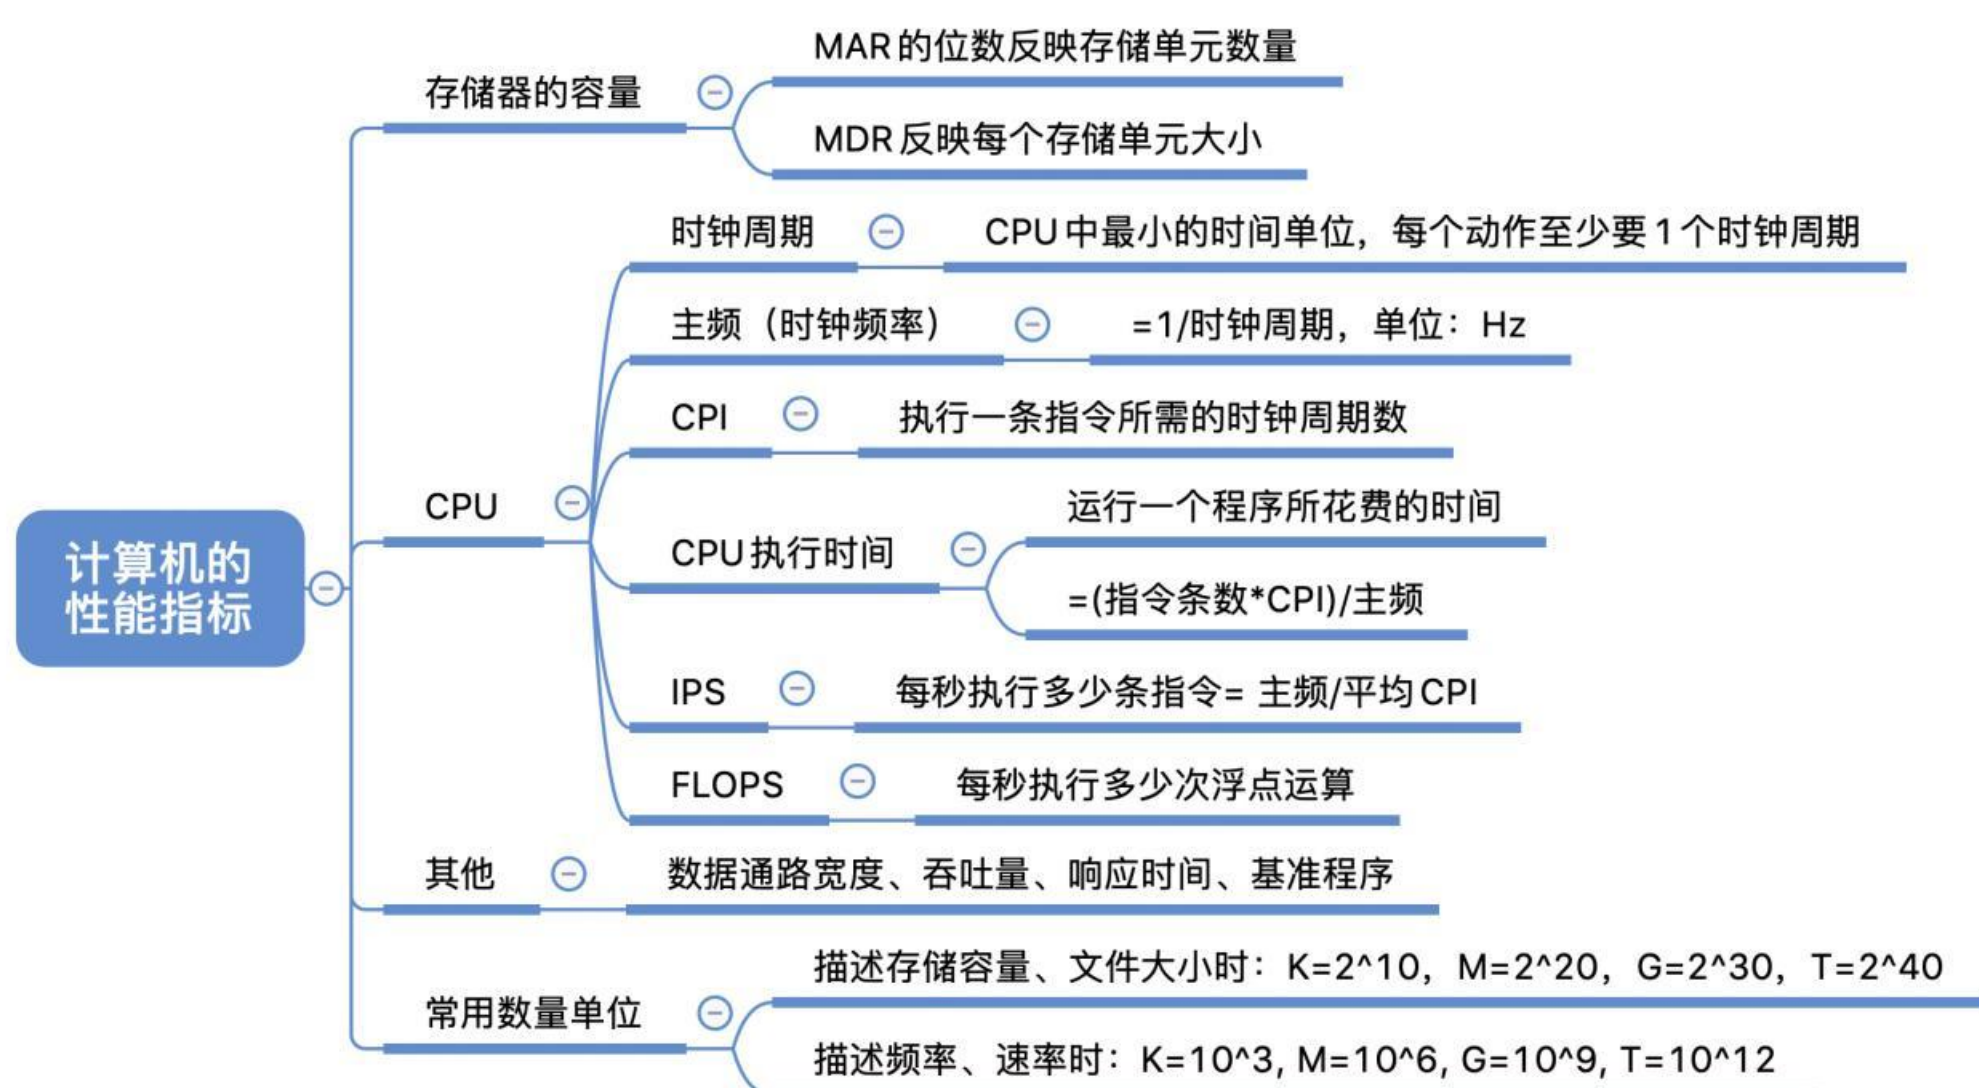 计算机的
性能指标
存储器的容量
MAR的位数反映存储单元数量
MDR反映每个存储单元大小
CPU
时钟周期
CPU中最小的时间单位，每个动作至少要1个时钟周期
主频（时钟频率）
=1/时钟周期，单位：Hz
CPI
执行一条指令所需的时钟周期数
CPU执行时间
运行一个程序所花费的时间
=(指令条数*CPI)/主频
IPS
每秒执行多少条指令= 主频/平均CPI
FLOPS
每秒执行多少次浮点运算
其他
数据通路宽度、吞吐量、响应时间、基准程序
常用数量单位
描述存储容量、文件大小时：K=2^10，M=2^20，G=2^30，T=2^40
描述频率、速率时：K=10^3, M=10^6, G=10^9, T=10^12